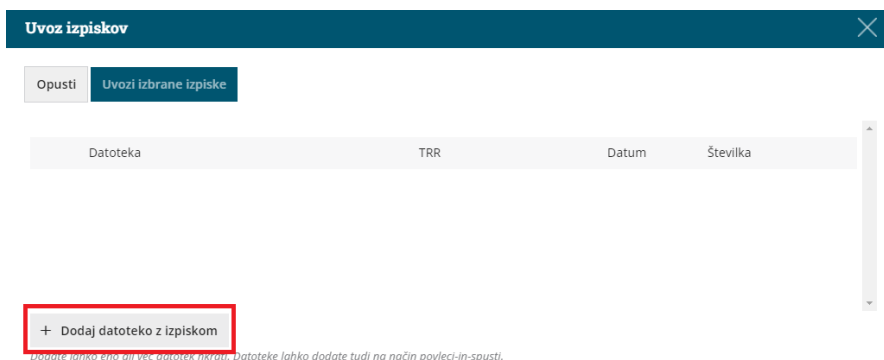 Uvoz izpiskov
Opusti
Uvozi izbrane izpiske
Datoteka TRR Datum Številka
+ Dodaj datoteko z izpiskom
Dodate lahko eno ali več datotek hkrati. Datoteke lahko dodate tudi na način povleci-in-spusti.